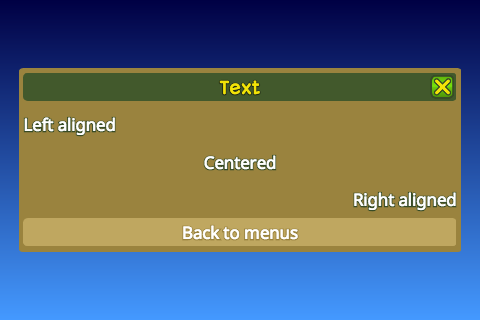 Text
Left aligned
Centered
Right aligned
Back to menus